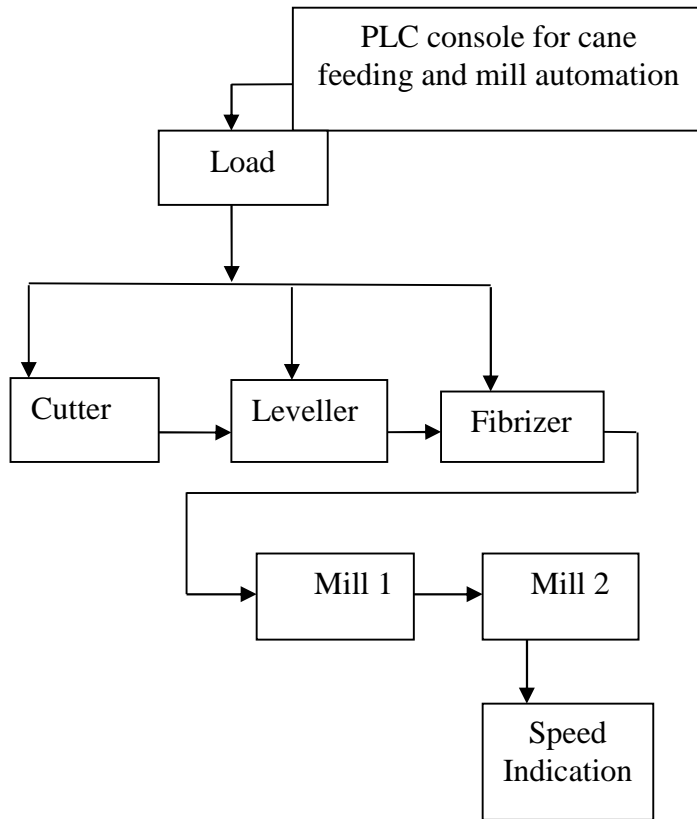 PLC console for cane
feeding and mill automation
Load
Cutter
Leveller
Fibrizer
Mill 1
Mill 2
Speed
Indication